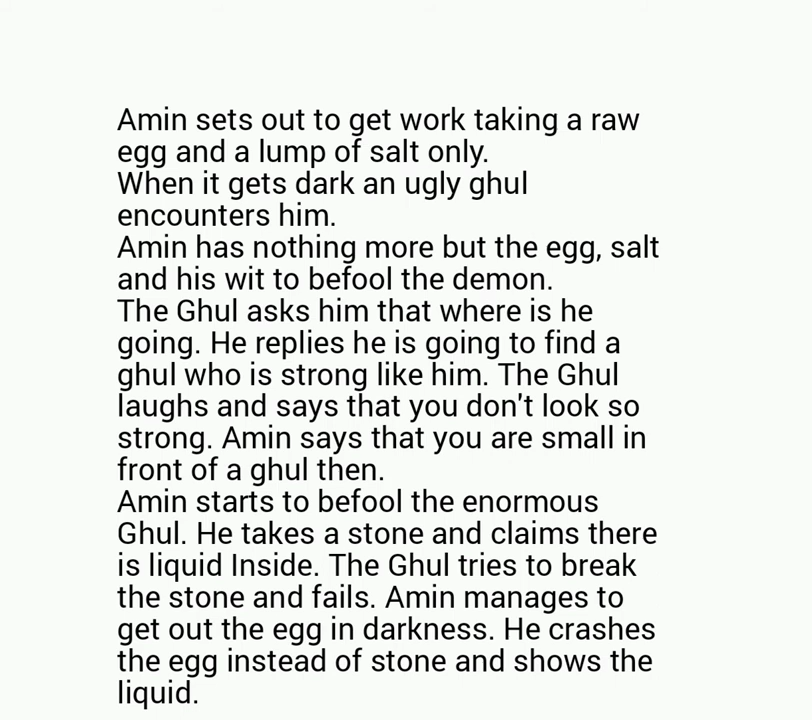 Amin sets out to get work taking a raw
egg and a lump of salt only.
When it gets dark an ugly ghul
encounters him.
Amin has nothing more but the egg, salt
and his wit to befool the demon.
The Ghul asks him that where is he
going. He replies he is going to find a
ghul who is strong like him. The Ghul
laughs and says that you don't look so
strong. Amin says that you are small in
front of a ghul then.
Amin starts to befool the enormous
Ghul. He takes a stone and claims there
is liquid Inside. The Ghul tries to break
the stone and fails. Amin manages to
get out the egg in darkness. He crashes
the egg instead of stone and shows the
liquid.